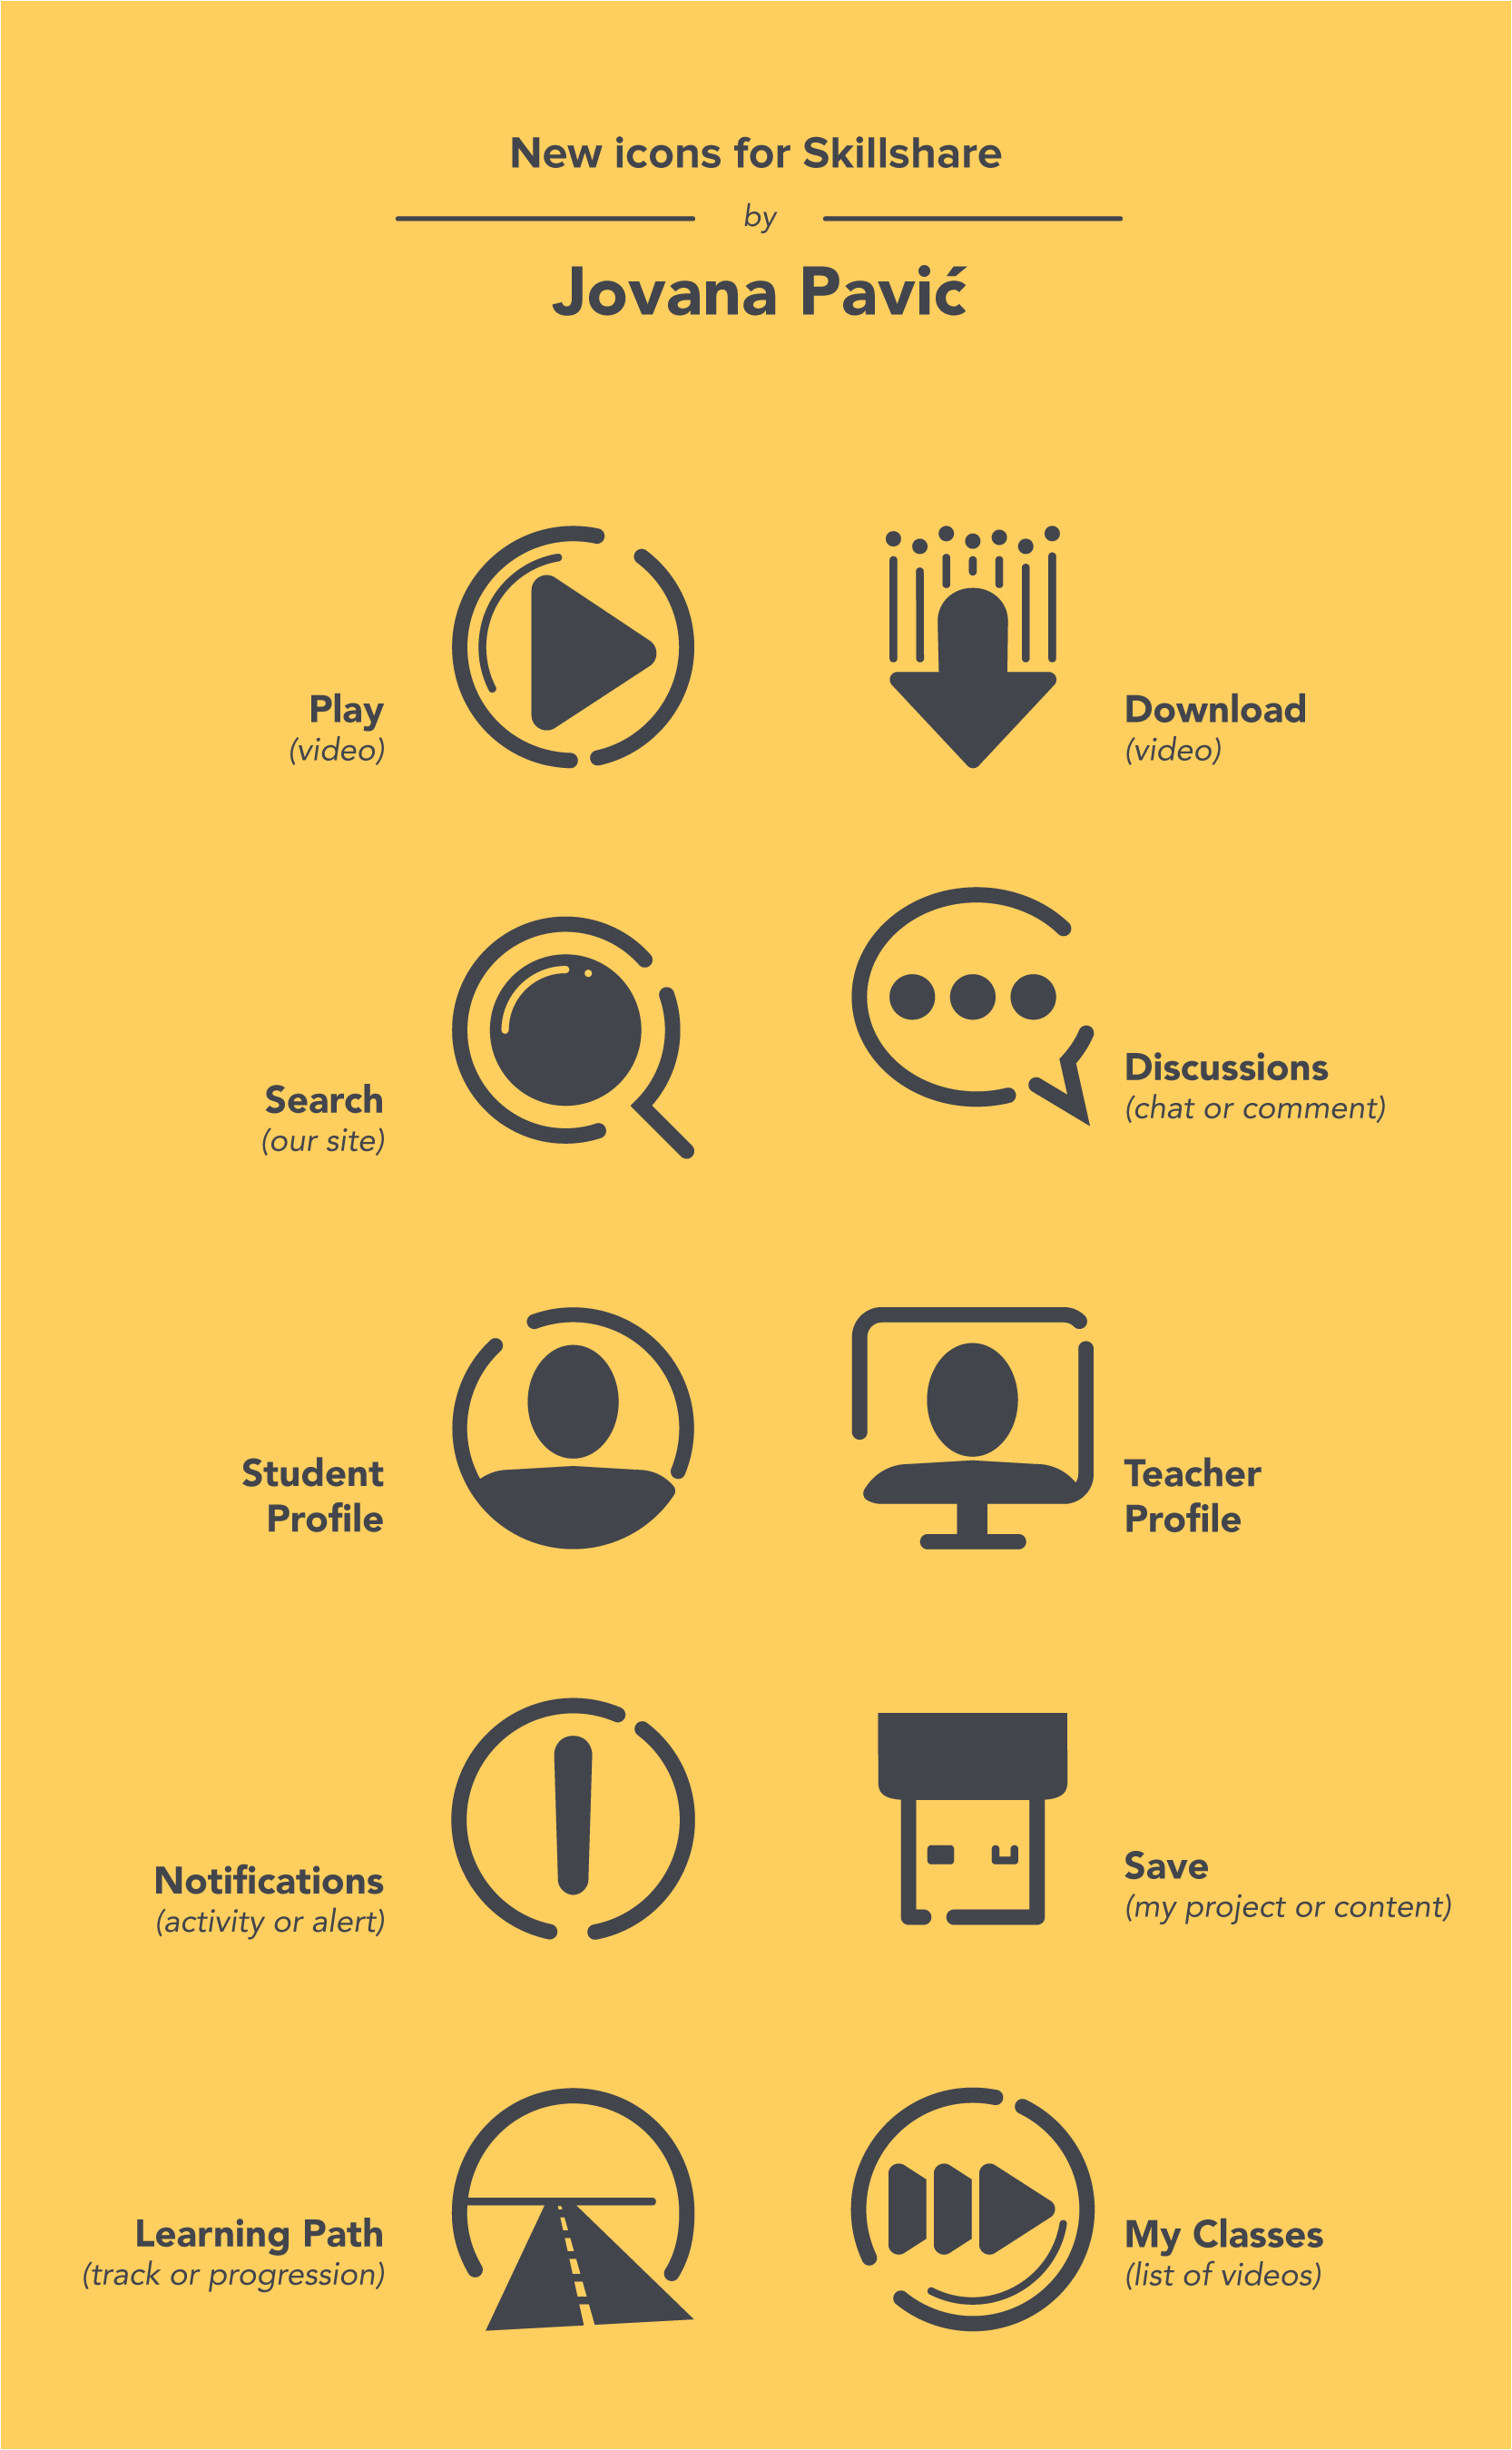 New icons for Skillshare
by
Jovana Pavić
Play
(video)
Download
(video)
Search
(our site)
Discussions
(chat or comment)
Student
Profile
Teacher
Profile
Notifications
(activity or alert)
Save
(my project or content)
Learning Path
(track or progression)
My Classes
(list of videos)